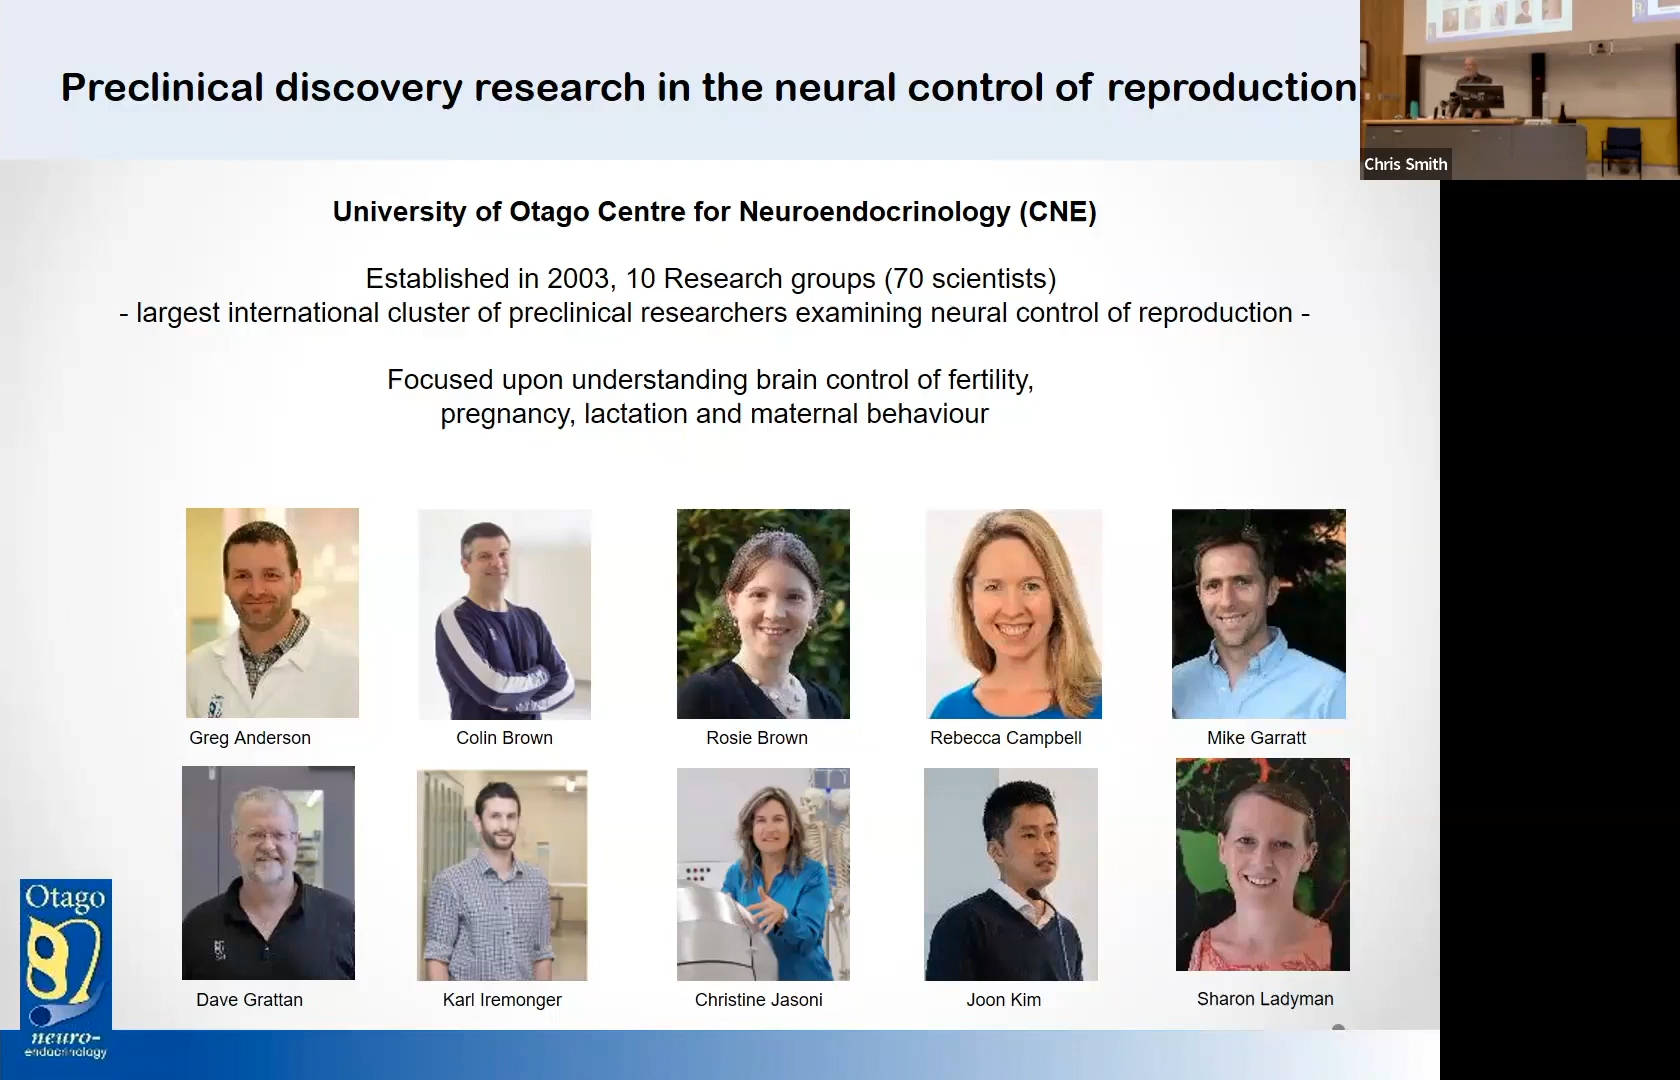 Preclinical discovery research in the neural control of reproduction
Chris Smith
University of Otago Centre for Neuroendocrinology (CNE)
Established in 2003, 10 Research groups (70 scientists)
- largest international cluster of preclinical researchers examining neural control of reproduction -
Focused upon understanding brain control of fertility,
pregnancy, lactation and maternal behaviour
Greg Anderson
Colin Brown
Rosie Brown
Rebecca Campbell
Mike Garratt
Dave Grattan
Karl Iremonger
Christine Jasoni
Joon Kim
Sharon Ladyman
Otago
neuro-
endocrinology